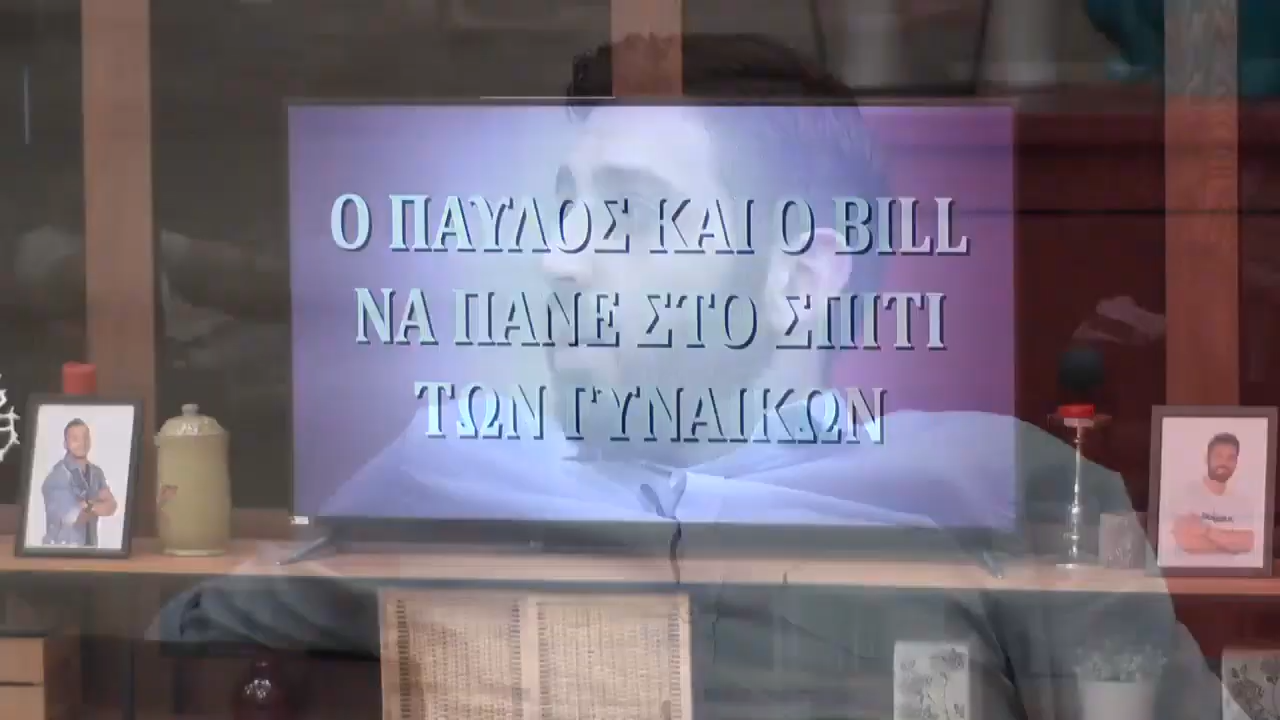 Ο ΠΑΥΛΟΣ ΚΑΙ Ο BILL
ΝΑ ΠΑΝΕ ΣΤΟ ΣΠΙΤΙ
ΤΩΝ ΓΥΝΑΙΚΩΝ